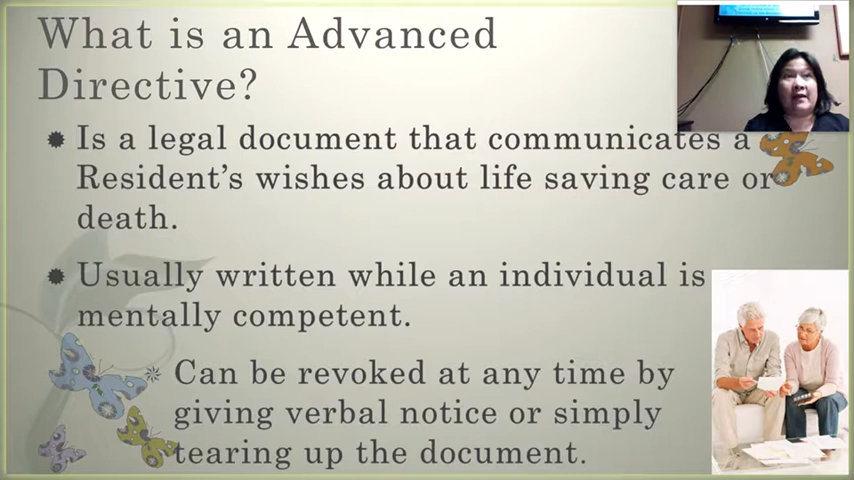 What is an Advanced
Directive?
Is a legal document that communicates a
Resident's wishes about life saving care or
death.
Usually written while an individual is
mentally competent.
Can be revoked at any time by
giving verbal notice or simply
tearing up the document.